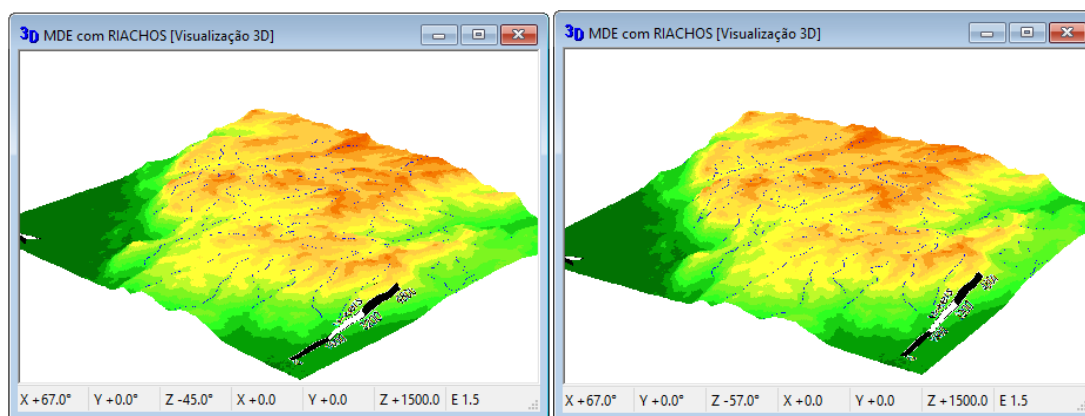 3D MDE com RIACHOS [Visualização 3D]
X +67.0° Y +0.0° Z -45.0° X +0.0 Y +0.0 Z +1500.0 E 1.5
3D MDE com RIACHOS [Visualização 3D]
X +67.0° Y +0.0° Z -57.0° X +0.0 Y +0.0 Z +1500.0 E 1.5